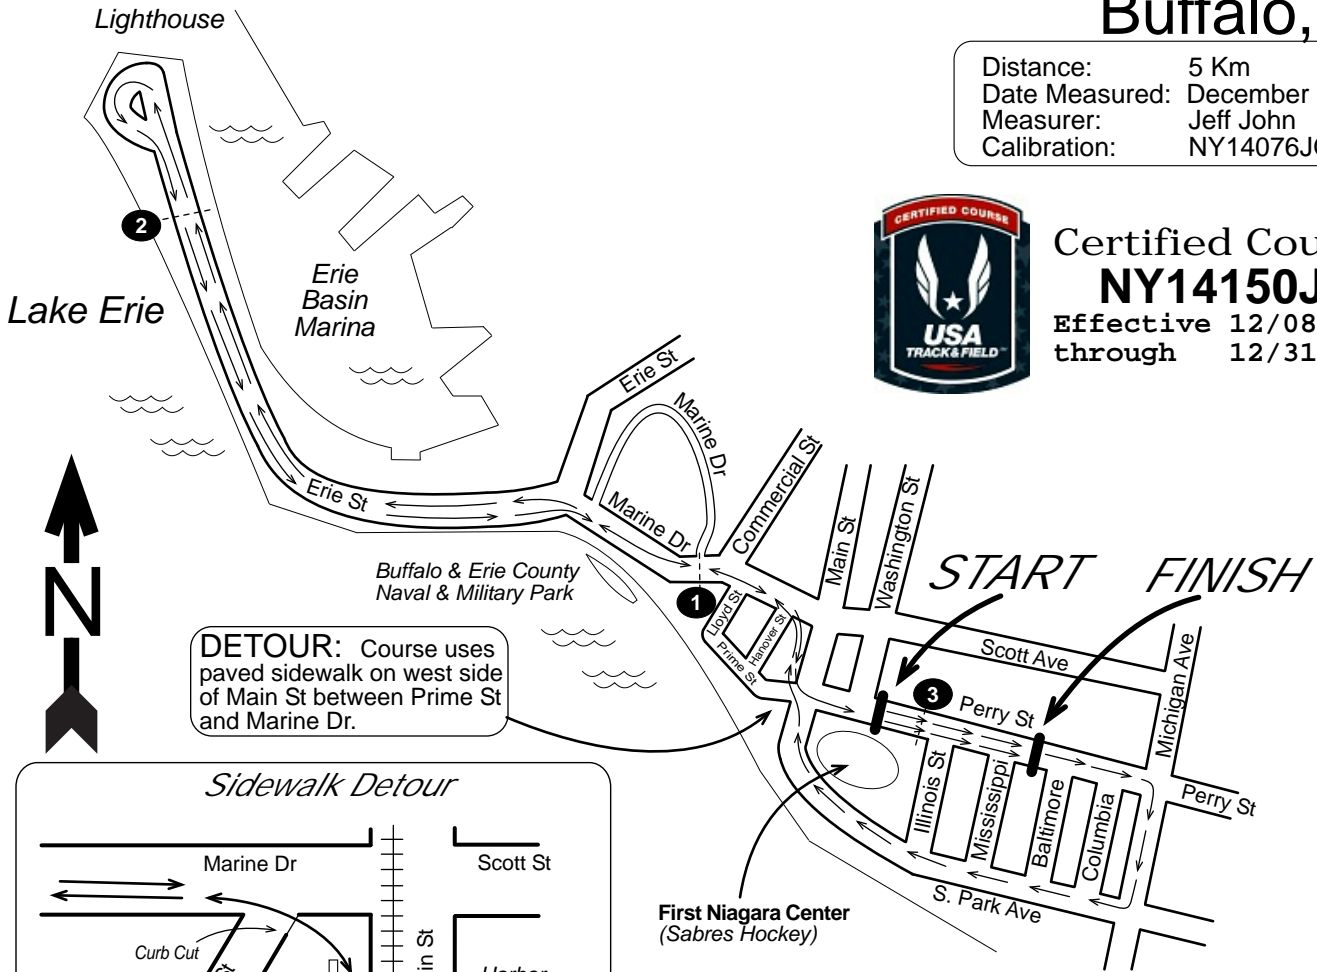 Lighthouse
Buffalo,
Distance: 5 Km
Date Measured: December
Measurer: Jeff John
Calibration: NY14076J
CERTIFIED COURSE
USA
TRACK & FIELD
Certified Cou
NY14150J
Effective 12/08
through 12/31
2
Lake Erie
Erie
Basin
Marina
Erie St
Marine Dr
Commercial St
Main St
Washington St
Erie St
Marine Dr
START
FINISH
Buffalo & Erie County
Naval & Military Park
1
Lloyd St
Hanover St
Prime St
Scott Ave
Michigan Ave
N
DETOUR: Course uses
paved sidewalk on west side
of Main St between Prime St
and Marine Dr.
3
Perry St
Perry St
Illinois St
Mississippi
Baltimore
Columbia
S. Park Ave
First Niagara Center
(Sabres Hockey)
Sidewalk Detour
Marine Dr
Scott St
Curb Cut
in St
Harbor